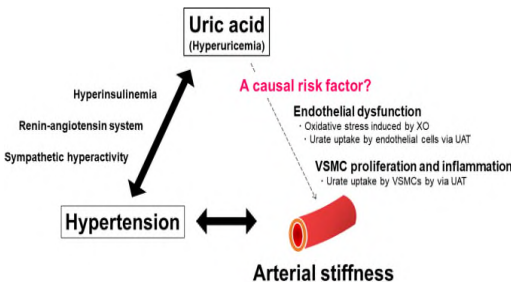 Uric acid
(Hyperuricemia)
A causal risk factor?
Hyperinsulinemia
Endothelial dysfunction
・Oxidative stress induced by XO
・Urate uptake by endothelial cells via UAT
Renin-angiotensin system
Sympathetic hyperactivity
VSMC proliferation and inflammation
・Urate uptake by VSMCs by via UAT
Hypertension
Arterial stiffness